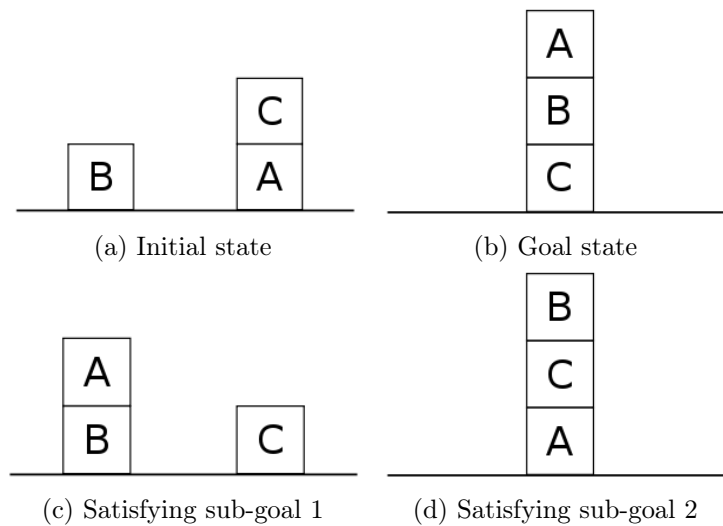 A
C
B
B
A
C
(a) Initial state
(b) Goal state
B
A
C
B
C
A
(c) Satisfying sub-goal 1
(d) Satisfying sub-goal 2